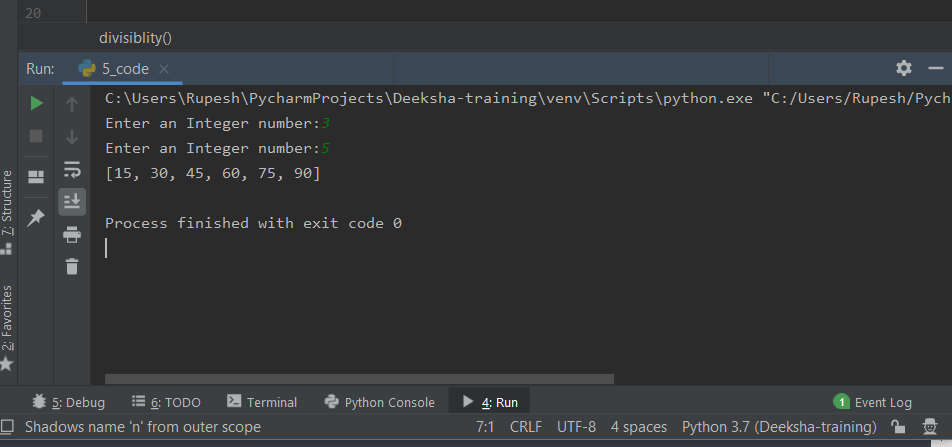 20
divisiblity()
Run: 5_code
C:\Users\Rupesh\PycharmProjects\Deeksha-training\venv\Scripts\python.exe "C:/Users/Rupesh/Pych
Enter an Integer number:3
Enter an Integer number:5
[15, 30, 45, 60, 75, 90]
Process finished with exit code 0
7: Structure
2: Favorites
5: Debug 6: TODO Terminal Python Console 4: Run 1 Event Log
Shadows name 'n' from outer scope 7:1 CRLF UTF-8 4 spaces Python 3.7 (Deeksha-training)